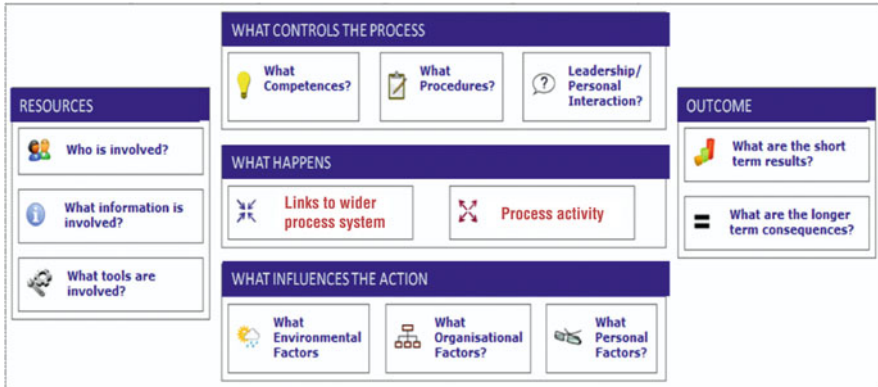 RESOURCES
Who is involved?
What information is
involved?
What tools are
involved?
WHAT CONTROLS THE PROCESS
What
Competences?
What
Procedures?
Leadership/
Personal
Interaction?
WHAT HAPPENS
Links to wider
process system
Process activity
WHAT INFLUENCES THE ACTION
What
Environmental
Factors
What
Organisational
Factors?
What
Personal
Factors?
OUTCOME
What are the short
term results?
What are the longer
term consequences?